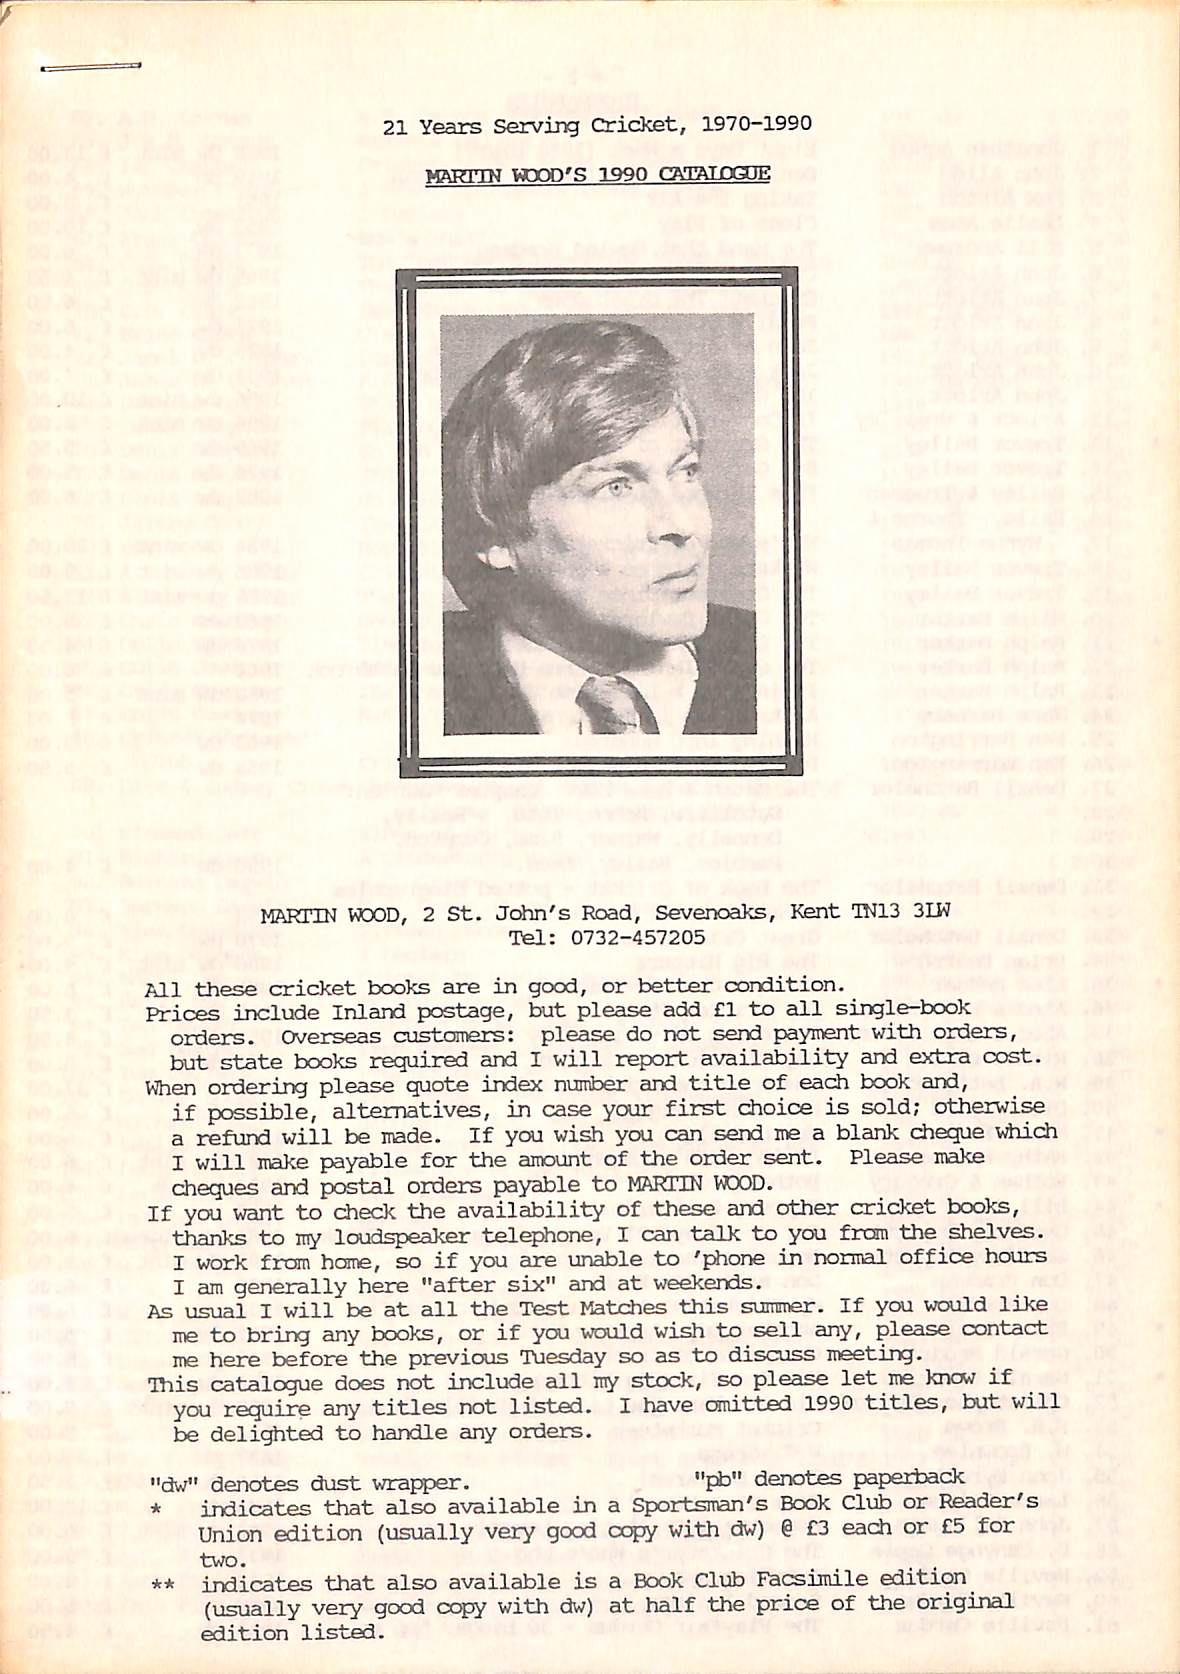 21 Years Serving Cricket, 1970-1990
MARTIN WOOD'S 1990 CATALOGUE
MARTIN WOOD, 2 St. John's Road, Sevenoaks, Kent TN13 3LW
Tel: 0732-457205
All these cricket books are in good, or better condition.
Prices include Inland postage, but please add £1 to all single-book
orders. Overseas customers: please do not send payment with orders,
but state books required and I will report availability and extra cost.
When ordering please quote index number and title of each book and,
if possible, alternatives, in case your first choice is sold; otherwise
a refund will be made. If you wish you can send me a blank cheque which
I will make payable for the amount of the order sent. Please make
cheques and postal orders payable to MARTIN WOOD.
If you want to check the availability of these and other cricket books,
thanks to my loudspeaker telephone, I can talk to you from the shelves.
I work from home, so if you are unable to 'phone in normal office hours
I am generally here "after six" and at weekends.
As usual I will be at all the Test Matches this summer. If you would like
me to bring any books, or if you would wish to sell any, please contact
me here before the previous Tuesday so as to discuss meeting.
This catalogue does not include all my stock, so please let me know if
you require any titles not listed. I have omitted 1990 titles, but will
be delighted to handle any orders.
"dw" denotes dust wrapper. "pb" denotes paperback
* indicates that also available in a Sportsman's Book Club or Reader's
Union edition (usually very good copy with dw) @ £3 each or £5 for
two.
** indicates that also available is a Book Club Facsimile edition
(usually very good copy with dw) at half the price of the original
edition listed.